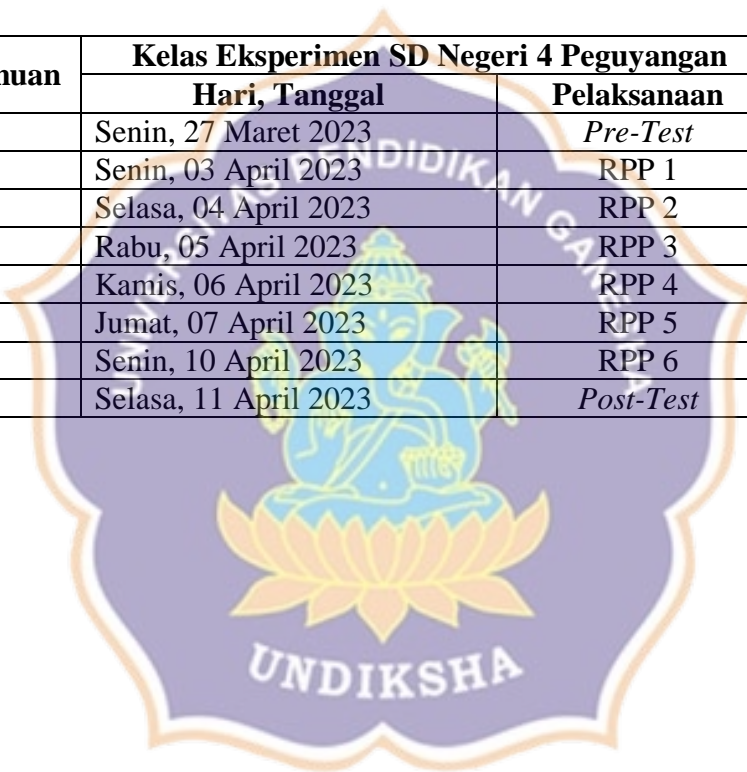 Kelas Eksperimen SD Negeri 4 Peguyangan
nuan
Hari, Tanggal Pelaksanaan
Senin, 27 Maret 2023 Pre-Test
Senin, 03 April 2023 RPP 1
Selasa, 04 April 2023 RPP 2
Rabu, 05 April 2023 RPP 3
Kamis, 06 April 2023 RPP 4
Jumat, 07 April 2023 RPP 5
Senin, 10 April 2023 RPP 6
Selasa, 11 April 2023 Post-Test
UNIVERSITAS PENDIDIKAN GANESHA
UNDIKSHA